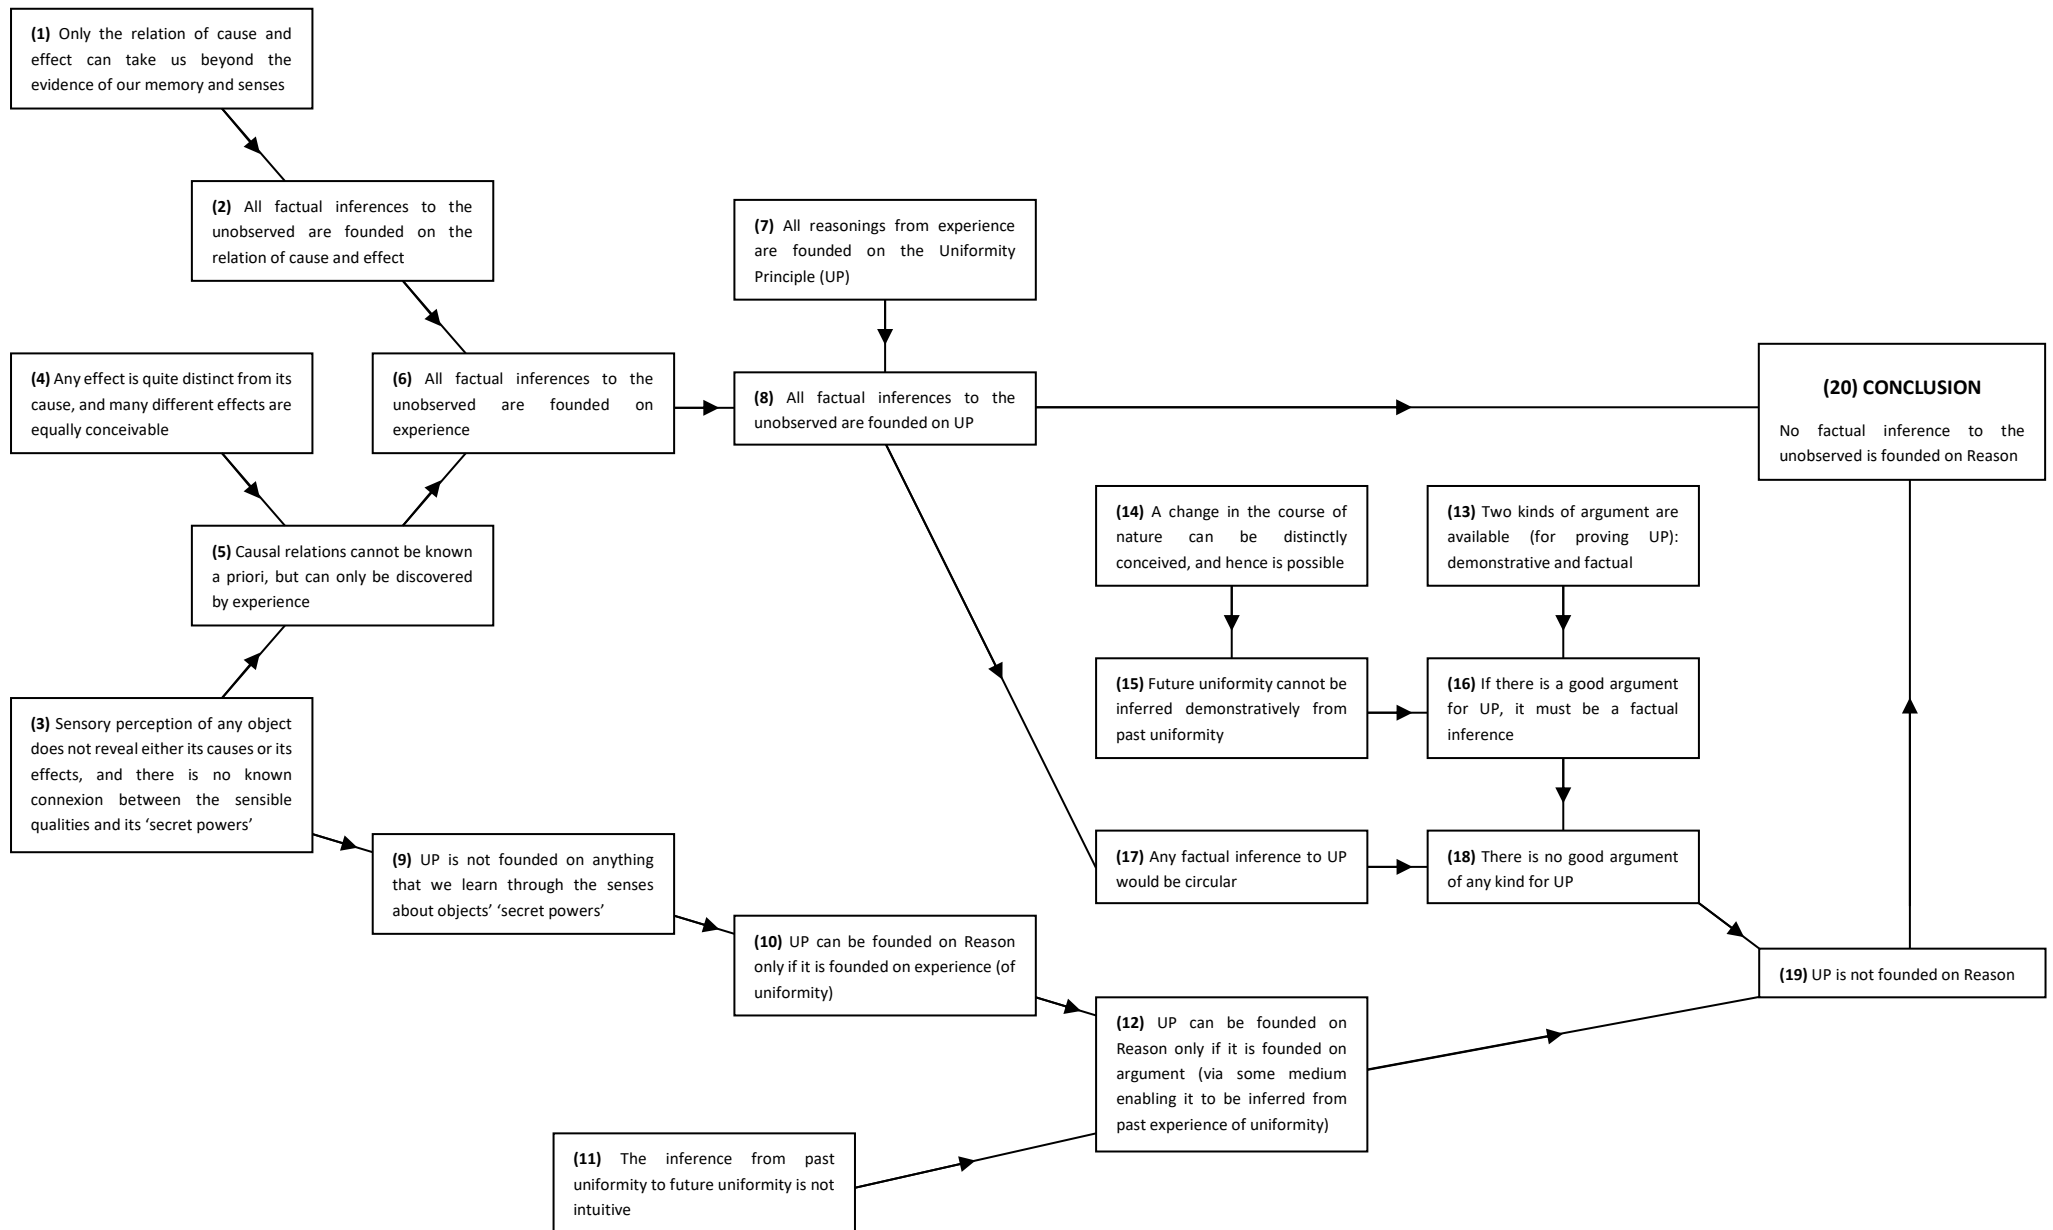 (1) Only the relation of cause and
effect can take us beyond the
evidence of our memory and senses
(2) All factual inferences to the
unobserved are founded on the
relation of cause and effect
(7) All reasonings from experience
are founded on the Uniformity
Principle (UP)
(4) Any effect is quite distinct from its
cause, and many different effects are
equally conceivable
(6) All factual inferences to the
unobserved are founded on
experience
(8) All factual inferences to the
unobserved are founded on UP
(20) CONCLUSION
No factual inference to the
unobserved is founded on Reason
(5) Causal relations cannot be known
a priori, but can only be discovered
by experience
(14) A change in the course of
nature can be distinctly
conceived, and hence is possible
(13) Two kinds of argument are
available (for proving UP):
demonstrative and factual
(3) Sensory perception of any object
does not reveal either its causes or its
effects, and there is no known
connexion between the sensible
qualities and its ‘secret powers’
(15) Future uniformity cannot be
inferred demonstratively from
past uniformity
(16) If there is a good argument
for UP, it must be a factual
inference
(9) UP is not founded on anything
that we learn through the senses
about objects’ ‘secret powers’
(17) Any factual inference to UP
would be circular
(18) There is no good argument
of any kind for UP
(10) UP can be founded on Reason
only if it is founded on experience (of
uniformity)
(19) UP is not founded on Reason
(12) UP can be founded on
Reason only if it is founded on
argument (via some medium
enabling it to be inferred from
past experience of uniformity)
(11) The inference from past
uniformity to future uniformity is not
intuitive